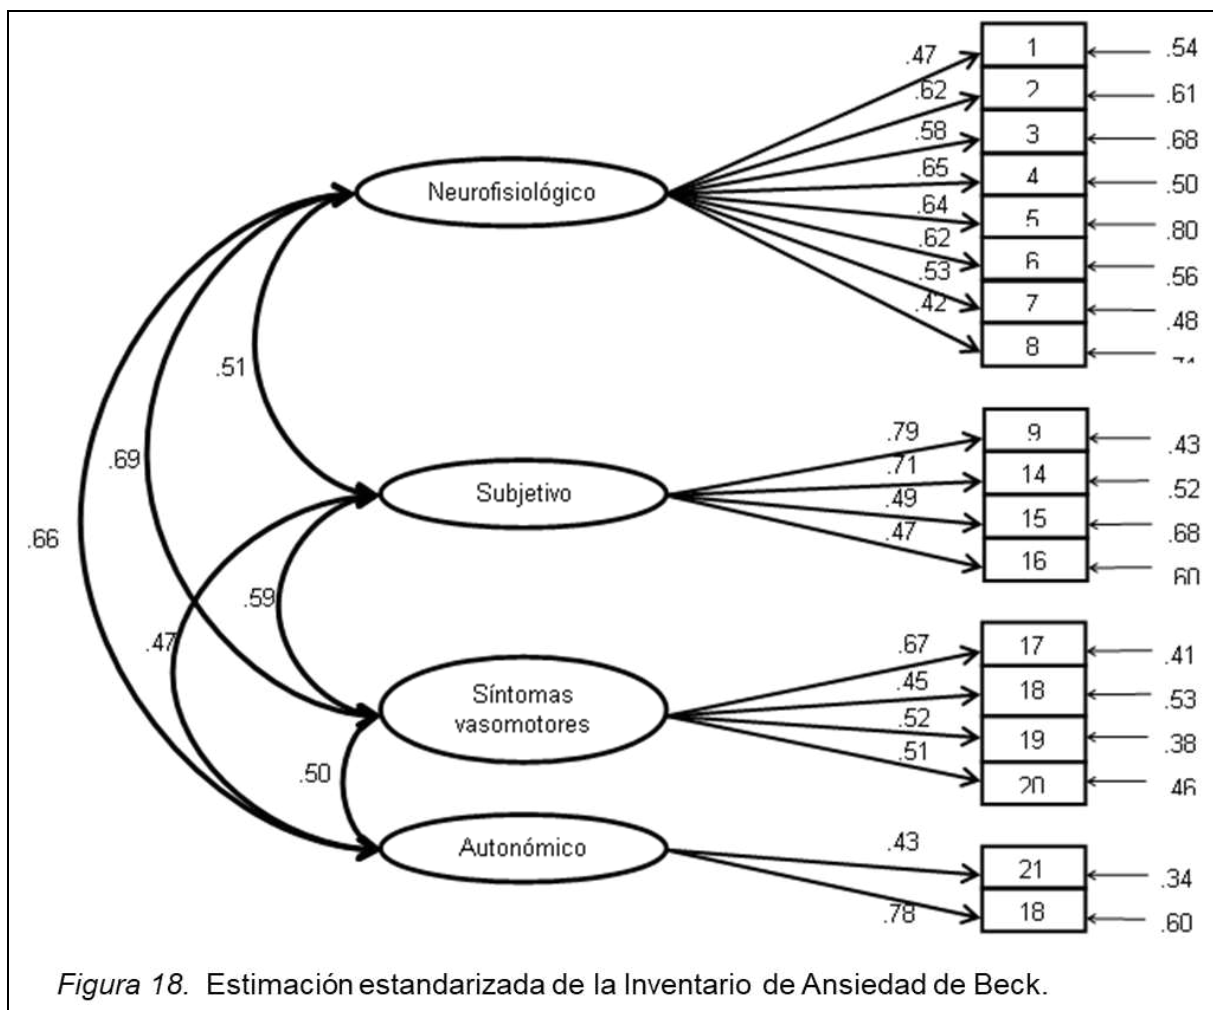 .47 1 .54
.62 2 .61
.58 3 .68
.65 4 .50
Neurofisiológico
.64 5 .80
.62 6 .56
.53 7 .48
.42 8
.51
.79 9 .43
.69
.71 14 .52
Subjetivo
.49 15 .68
.66
.47 16 .60
.59
.47
.67 17 .41
.45 18 .53
Síntomas
vasomotores
.52 19 .38
.51 20 .46
.50
Autonómico
.43 21 .34
.78 18 .60
Figura 18. Estimación estandarizada de la Inventario de Ansiedad de Beck.